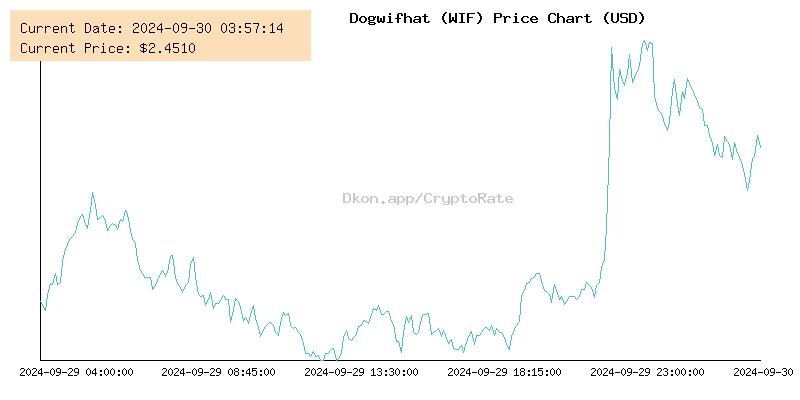 Dogwifhat (WIF) Price Chart (USD)
Current Date: 2024-09-30 03:57:14
Current Price: $2.4510
Dkon.app/CryptoRate
2024-09-29 04:00:00 2024-09-29 08:45:00 2024-09-29 13:30:00 2024-09-29 18:15:00 2024-09-29 23:00:00 2024-09-30